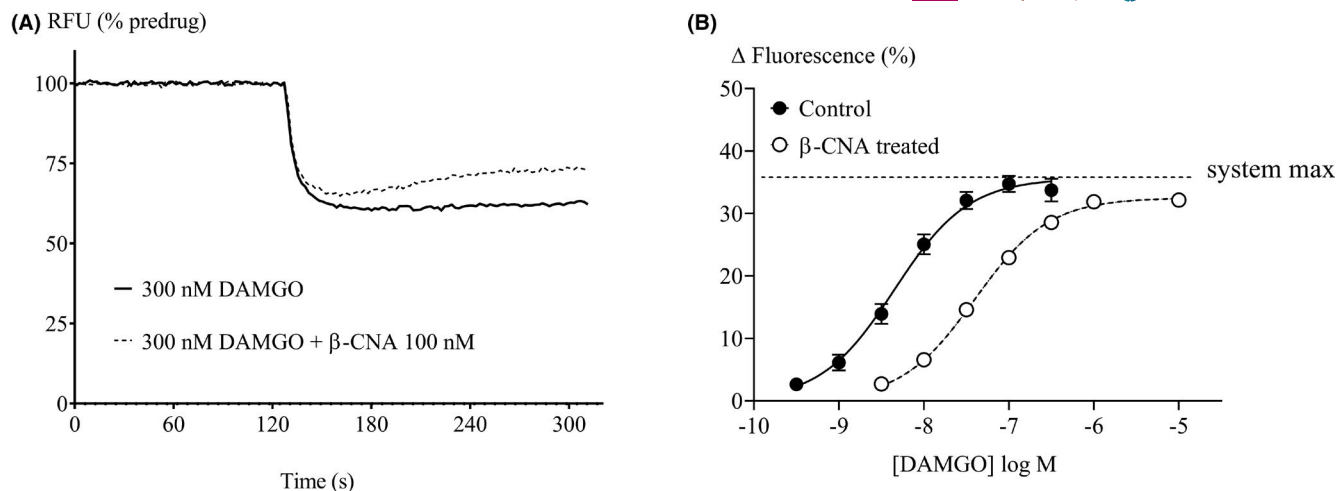 (A) RFU (% predrug)
100
75
50
25
0
0 60 120 180 240 300
Time (s)
300 nM DAMGO
300 nM DAMGO + β-CNA 100 nM
(B)
Δ Fluorescence (%)
50
40
30
20
10
0
-10 -9 -8 -7 -6 -5
[DAMGO] log M
Control
β-CNA treated
system max